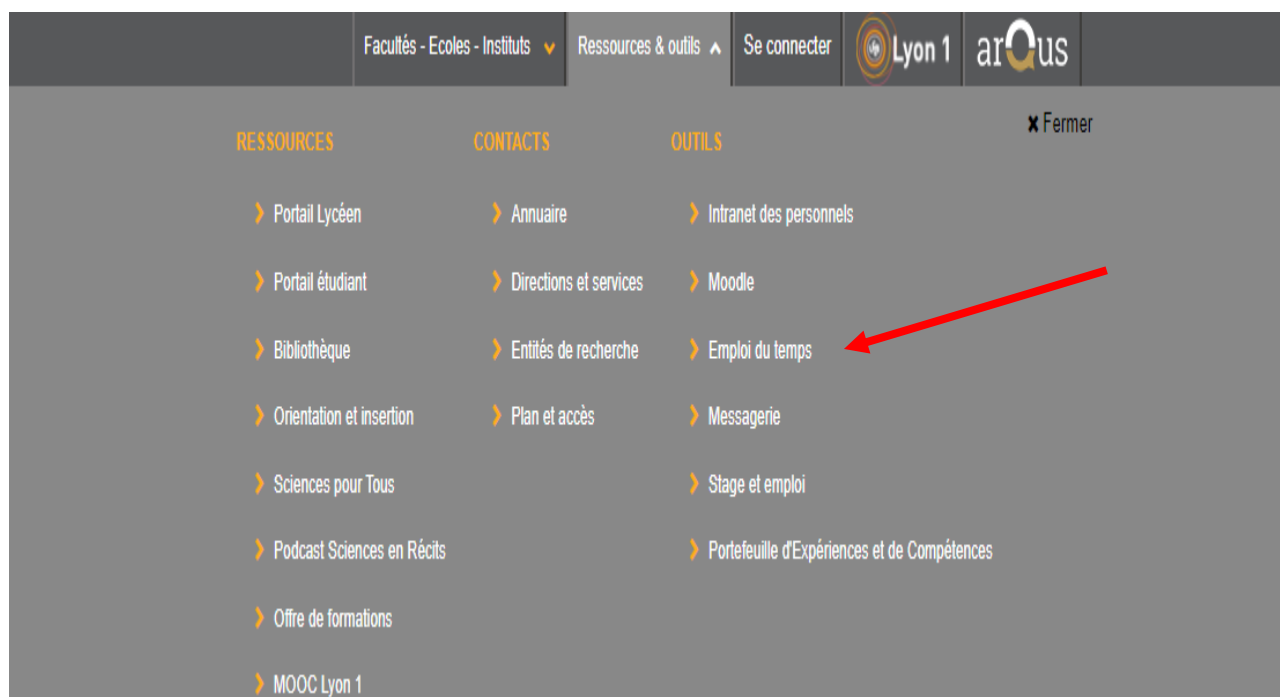 Facultés - Ecoles - Instituts
Ressources & outils
Se connecter
Lyon 1
arQus
Fermer
RESSOURCES
Portail Lycéen
Portail étudiant
Bibliothèque
Orientation et insertion
Sciences pour Tous
Podcast Sciences en Récits
Offre de formations
MOOC Lyon 1
CONTACTS
Annuaire
Directions et services
Entités de recherche
Plan et accès
OUTILS
Intranet des personnels
Moodle
Emploi du temps
Messagerie
Stage et emploi
Portefeuille d'Expériences et de Compétences